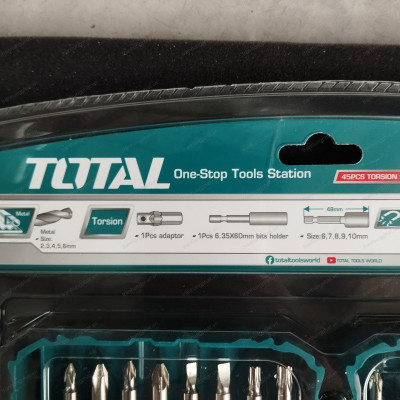 TOTAL
One-Stop Tools Station
45PCS TORSION
Metal
Torsion
48mm
• Metal
• Size:
2,3,4,5,6mm
• 1Pcs adaptor
• 1Pcs 6.35X60mm bits holder
• Size:6,7,8,9,10mm
totaltoolsworld
TOTAL TOOLS WORLD